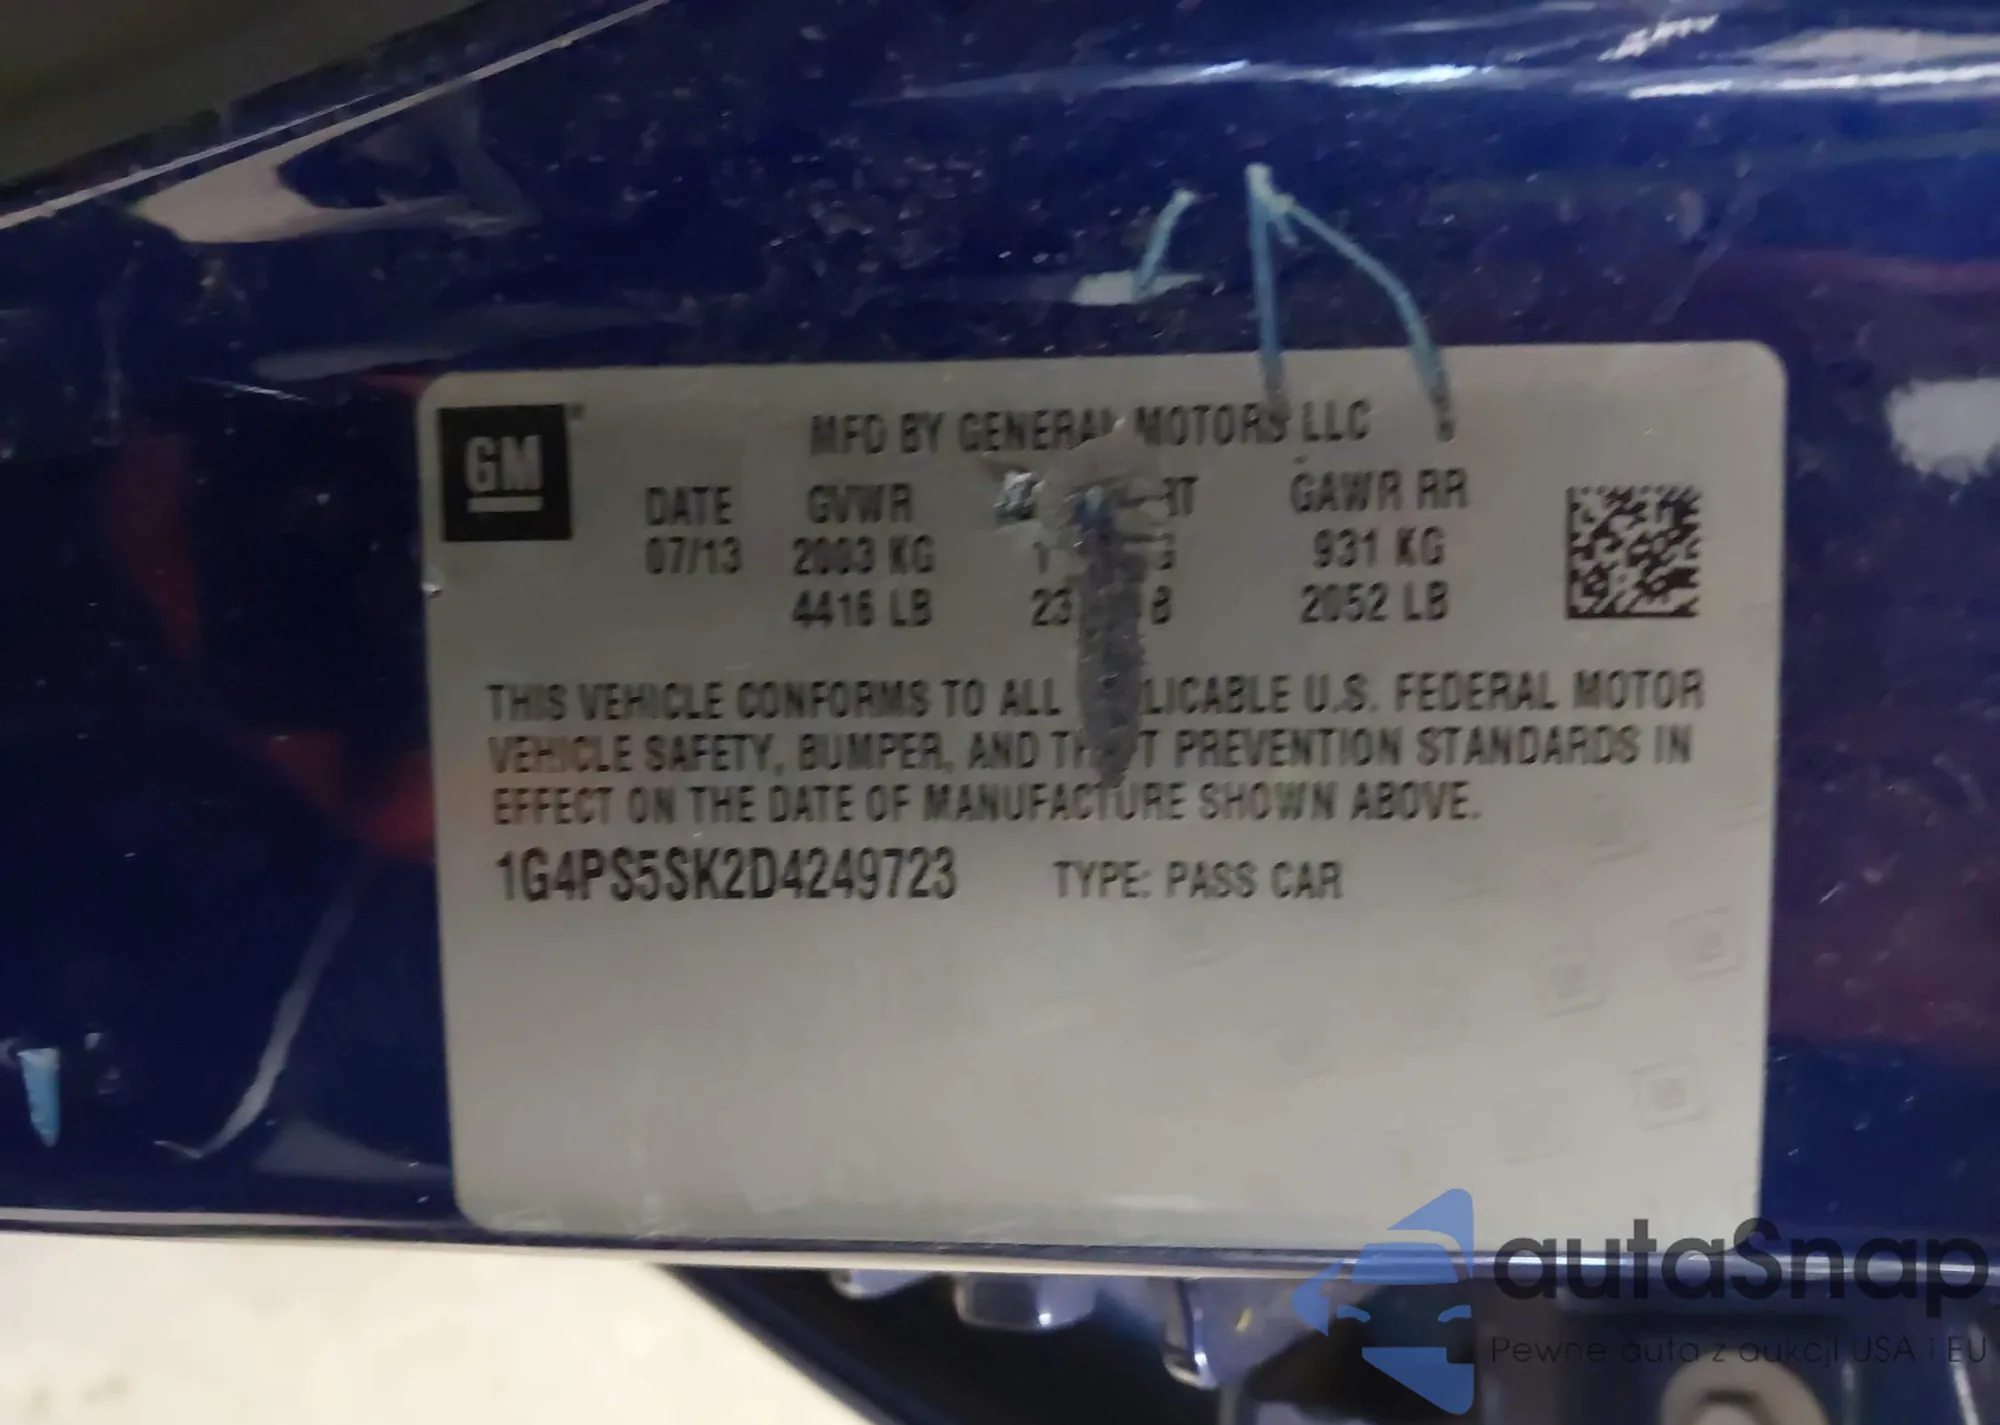 GM
MFD BY GENERAL MOTORS LLC
DATE GVWR GAWR RR
07/13 2003 KG 931 KG
4416 LB 2052 LB
THIS VEHICLE CONFORMS TO ALL U.S. FEDERAL MOTOR
VEHICLE SAFETY, BUMPER, AND PREVENTION STANDARDS IN
EFFECT ON THE DATE OF MANUFACTURE SHOWN ABOVE.
1G4PS5SK2D4249723 TYPE: PASS CAR
autaSnap
Pewne auta z aukcji USA i EU